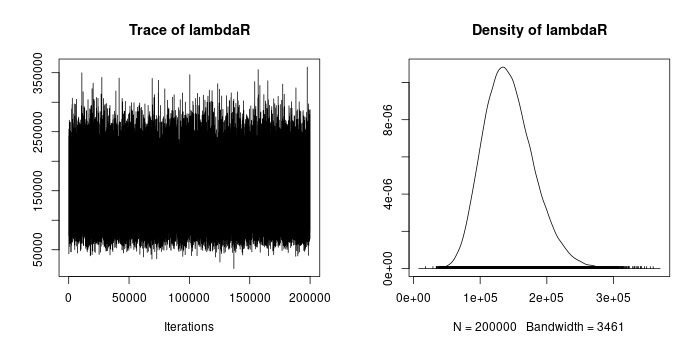 Trace of lambdaR
350000
250000
150000
50000
0
50000
100000
150000
200000
Iterations
Density of lambdaR
8e-06
4e-06
0e+00
0e+00
1e+05
2e+05
3e+05
N = 200000 Bandwidth = 3461